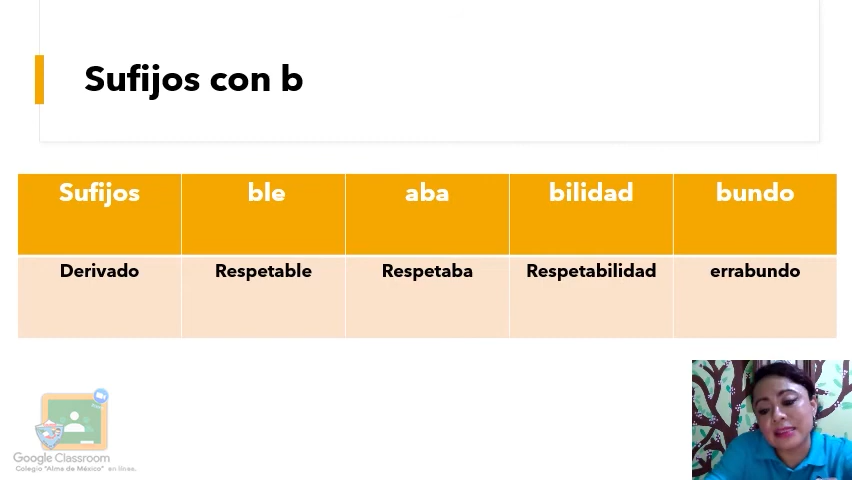 Sufijos con b
Sufijos ble aba bilidad bundo
Derivado Respetable Respetaba Respetabilidad errabundo
Google Classroom
Colegio "Alma de México" en línea.